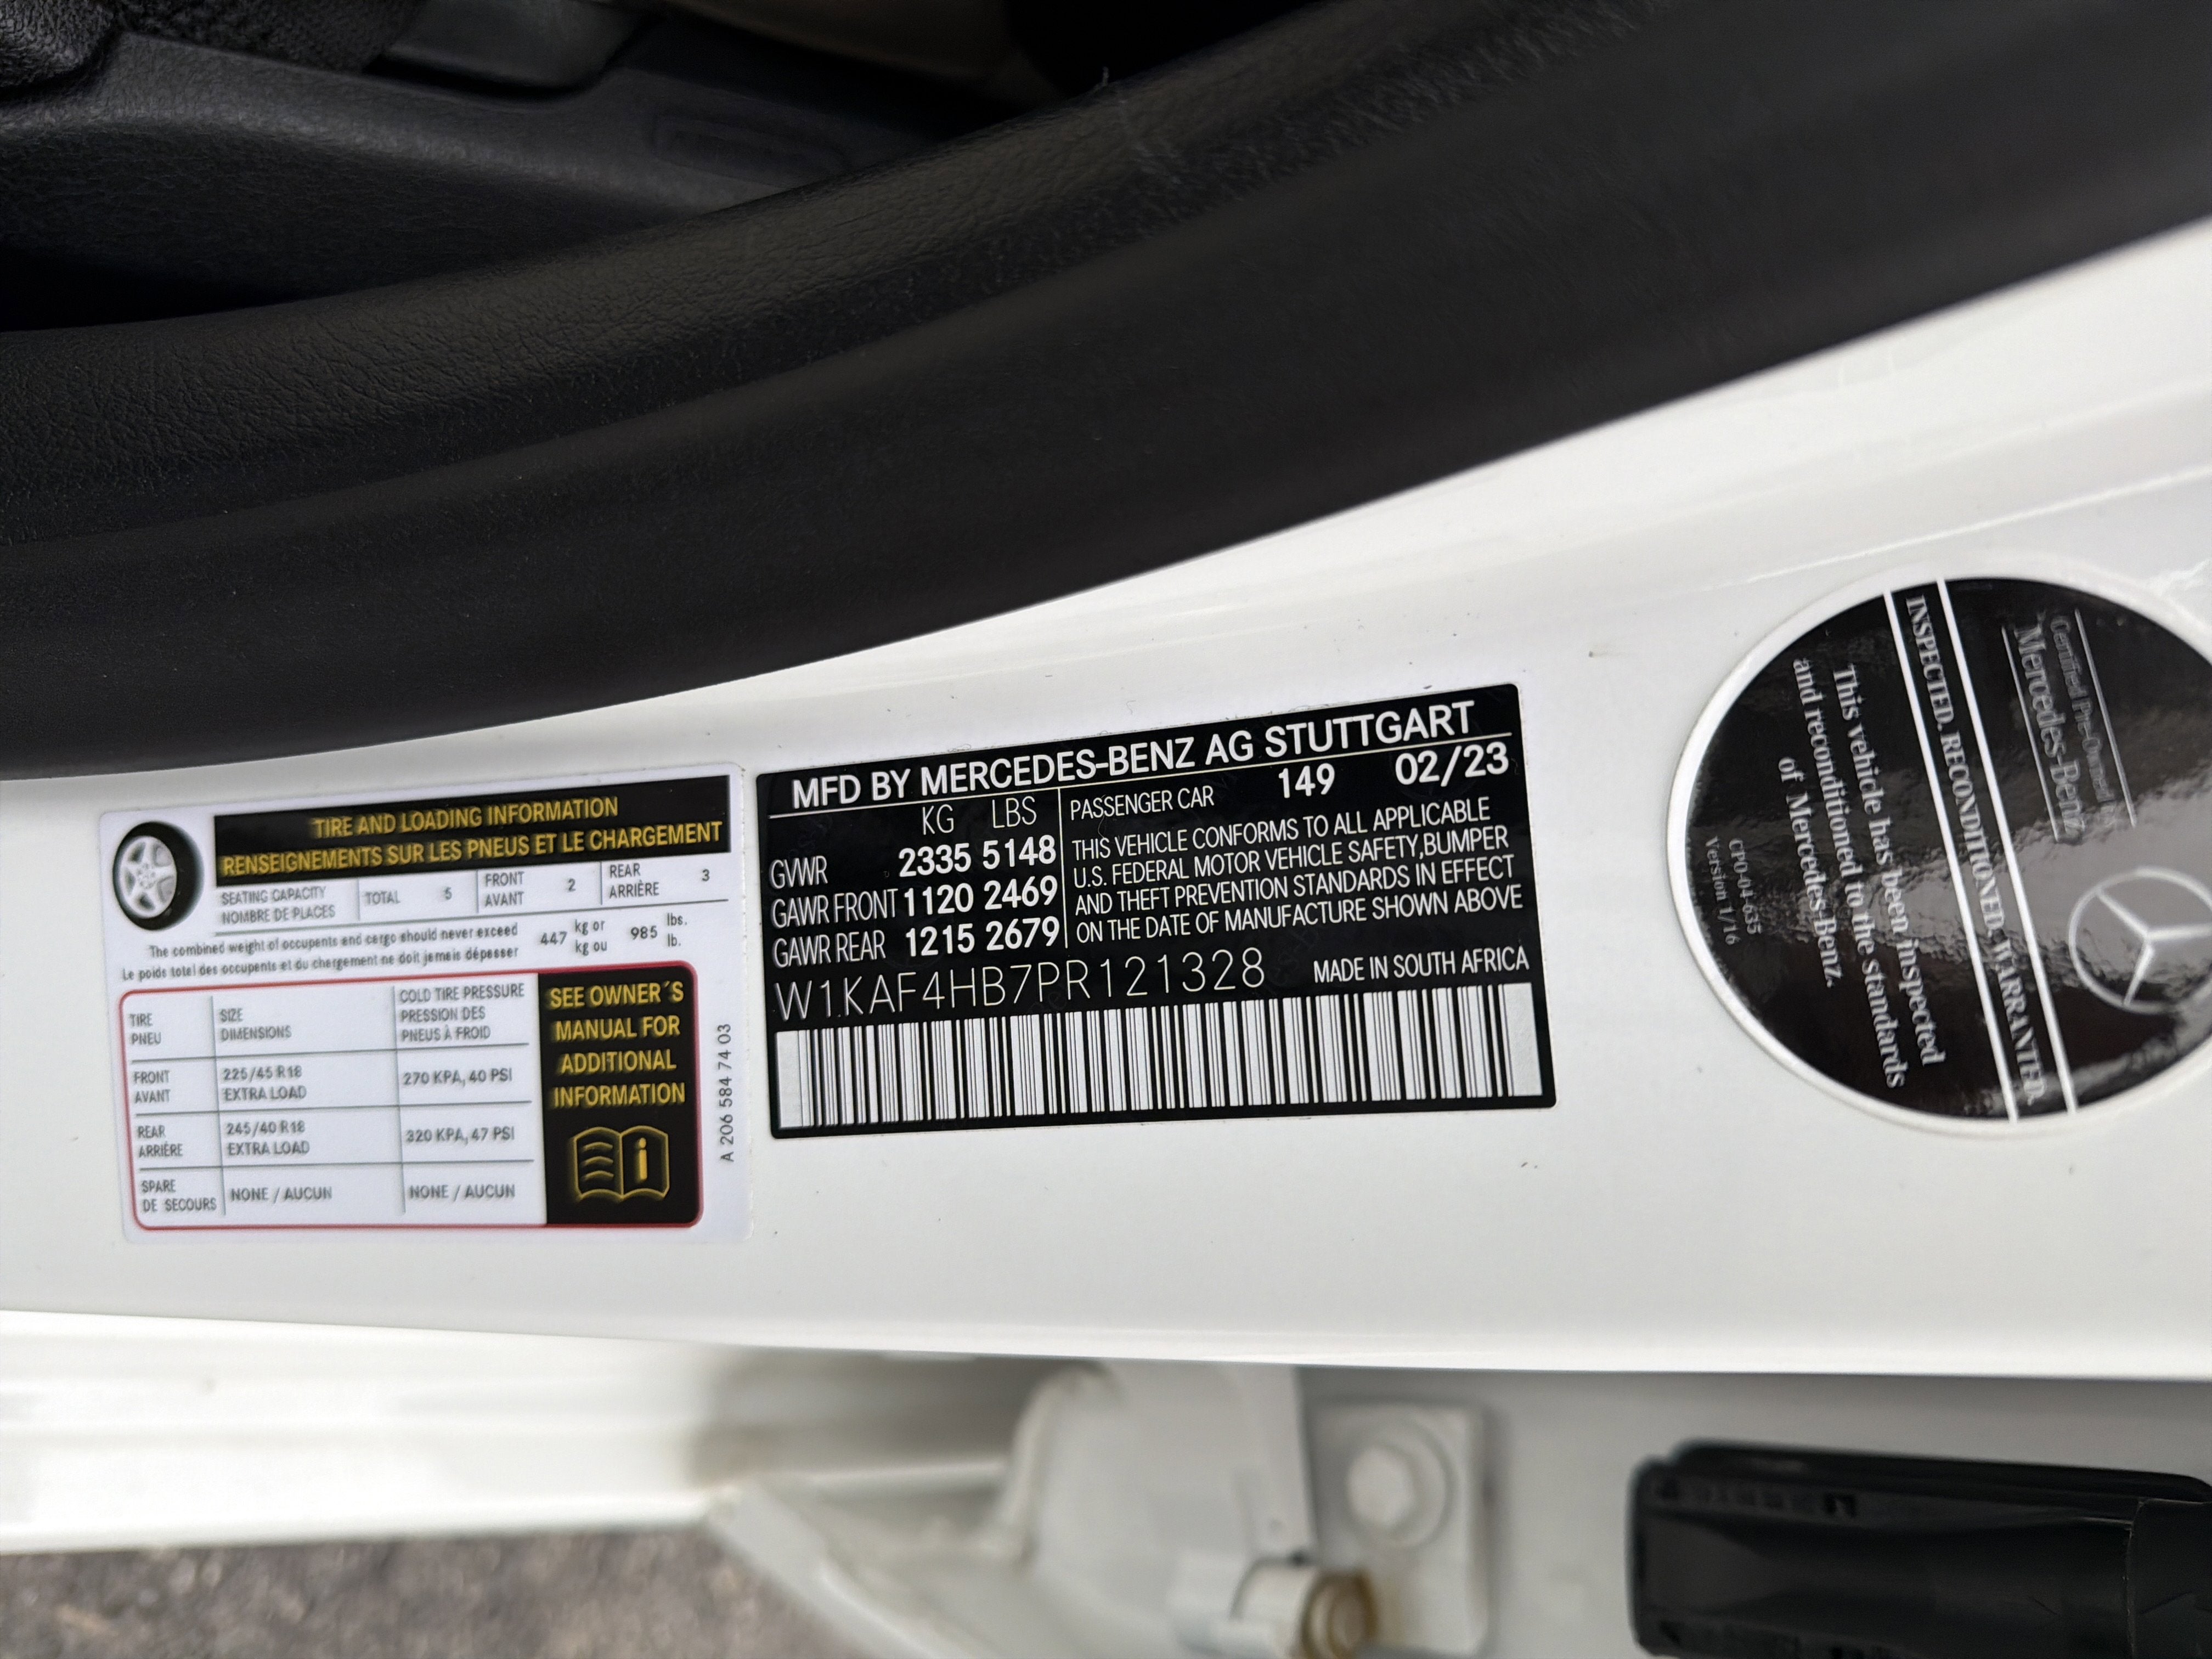 TIRE AND LOADING INFORMATION
RENSEIGNEMENTS SUR LES PNEUS ET LE CHARGEMENT
SEATING CAPACITY
NOMBRE DE PLACES
TOTAL 5
FRONT
AVANT
2
REAR
ARRIÈRE
3
The combined weight of occupents and cargo should never exceed
Le poids total des occupents et du chargement ne doit jemeis dépesser
447 kg or
kg ou
985 lbs.
lb.
TIRE
PNEU
SIZE
DIMENSIONS
COLD TIRE PRESSURE
PRESSION DES
PNEUS À FROID
FRONT
AVANT
225/45 R18
EXTRA LOAD
270 KPA, 40 PSI
REAR
ARRIÈRE
245/40 R18
EXTRA LOAD
320 KPA, 47 PSI
SPARE
DE SECOURS
NONE / AUCUN
NONE / AUCUN
SEE OWNER´S
MANUAL FOR
ADDITIONAL
INFORMATION
i
A 206 584 74 03
MFD BY MERCEDES-BENZ AG STUTTGART
KG LBS
GVWR 2335 5148
GAWR FRONT 1120 2469
GAWR REAR 1215 2679
PASSENGER CAR 149 02/23
THIS VEHICLE CONFORMS TO ALL APPLICABLE
U.S. FEDERAL MOTOR VEHICLE SAFETY,BUMPER
AND THEFT PREVENTION STANDARDS IN EFFECT
ON THE DATE OF MANUFACTURE SHOWN ABOVE
W1KAF4HB7PR121328 MADE IN SOUTH AFRICA
Certified Pre-Owned
Mercedes-Benz
INSPECTED. RECONDITIONED. WARRANTED.
This vehicle has been inspected
and reconditioned to the standards
of Mercedes-Benz.
CPO-04-635
Version 1/16